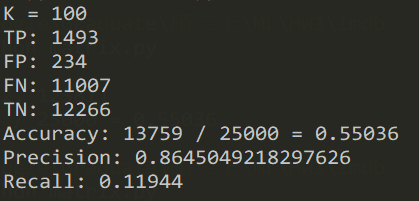 K = 100
TP: 1493
FP: 234
FN: 11007
TN: 12266
Accuracy: 13759 / 25000 = 0.55036
Precision: 0.8645049218297626
Recall: 0.11944